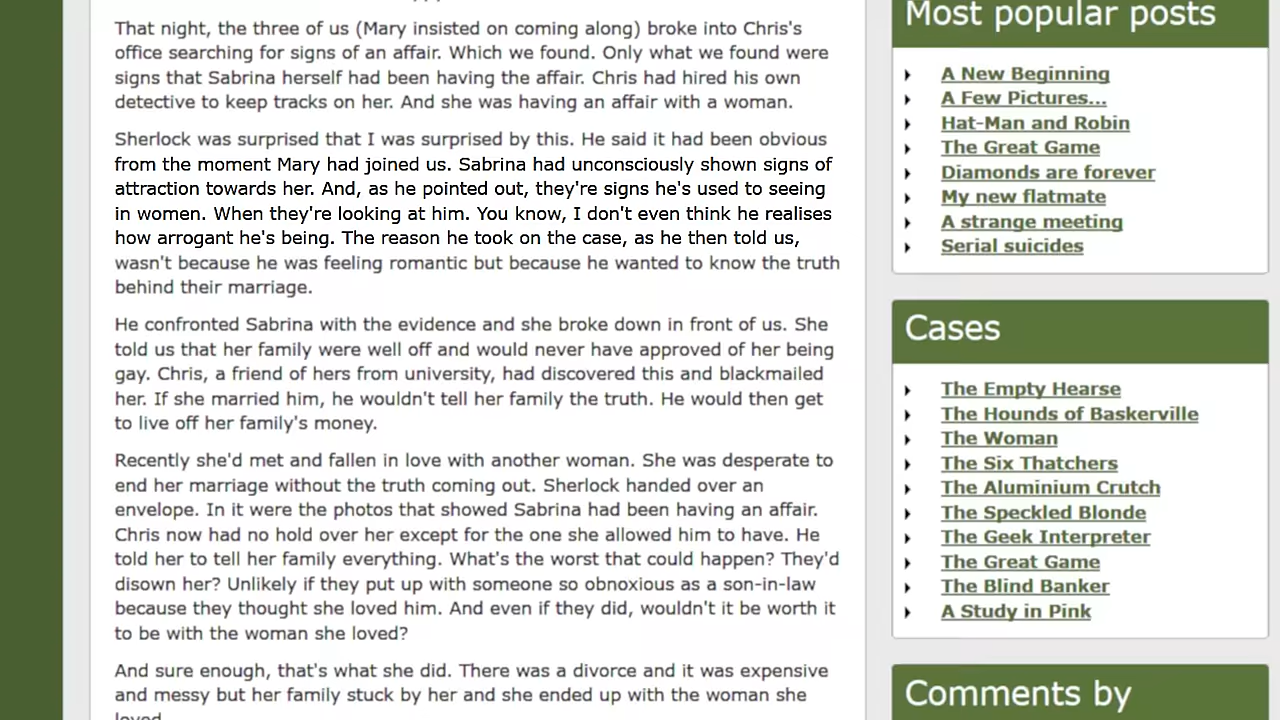 That night, the three of us (Mary insisted on coming along) broke into Chris's
office searching for signs of an affair. Which we found. Only what we found were
signs that Sabrina herself had been having the affair. Chris had hired his own
detective to keep tracks on her. And she was having an affair with a woman.
Sherlock was surprised that I was surprised by this. He said it had been obvious
from the moment Mary had joined us. Sabrina had unconsciously shown signs of
attraction towards her. And, as he pointed out, they're signs he's used to seeing
in women. When they're looking at him. You know, I don't even think he realises
how arrogant he's being. The reason he took on the case, as he then told us,
wasn't because he was feeling romantic but because he wanted to know the truth
behind their marriage.
He confronted Sabrina with the evidence and she broke down in front of us. She
told us that her family were well off and would never have approved of her being
gay. Chris, a friend of hers from university, had discovered this and blackmailed
her. If she married him, he wouldn't tell her family the truth. He would then get
to live off her family's money.
Recently she'd met and fallen in love with another woman. She was desperate to
end her marriage without the truth coming out. Sherlock handed over an
envelope. In it were the photos that showed Sabrina had been having an affair.
Chris now had no hold over her except for the one she allowed him to have. He
told her to tell her family everything. What's the worst that could happen? They'd
disown her? Unlikely if they put up with someone so obnoxious as a son-in-law
because they thought she loved him. And even if they did, wouldn't it be worth it
to be with the woman she loved?
And sure enough, that's what she did. There was a divorce and it was expensive
and messy but her family stuck by her and she ended up with the woman she
loved
Most popular posts
A New Beginning
A Few Pictures...
Hat-Man and Robin
The Great Game
Diamonds are forever
My new flatmate
A strange meeting
Serial suicides
Cases
The Empty Hearse
The Hounds of Baskerville
The Woman
The Six Thatchers
The Aluminium Crutch
The Speckled Blonde
The Geek Interpreter
The Great Game
The Blind Banker
A Study in Pink
Comments by